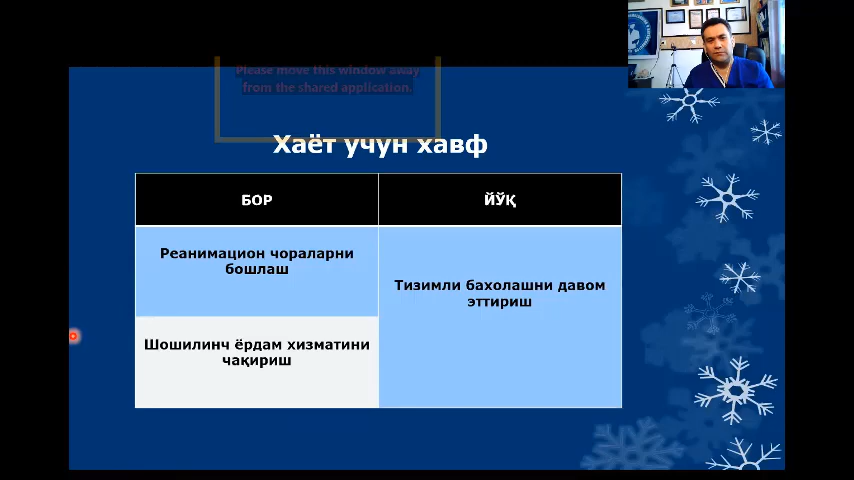 Please move this window away
from the shared application.
Хаёт учун хавф
БОР
ЙЎҚ
Реанимацион чораларни
бошлаш
Тизимли бахолашни давом
эттириш
Шошилинч ёрдам хизматини
чақириш